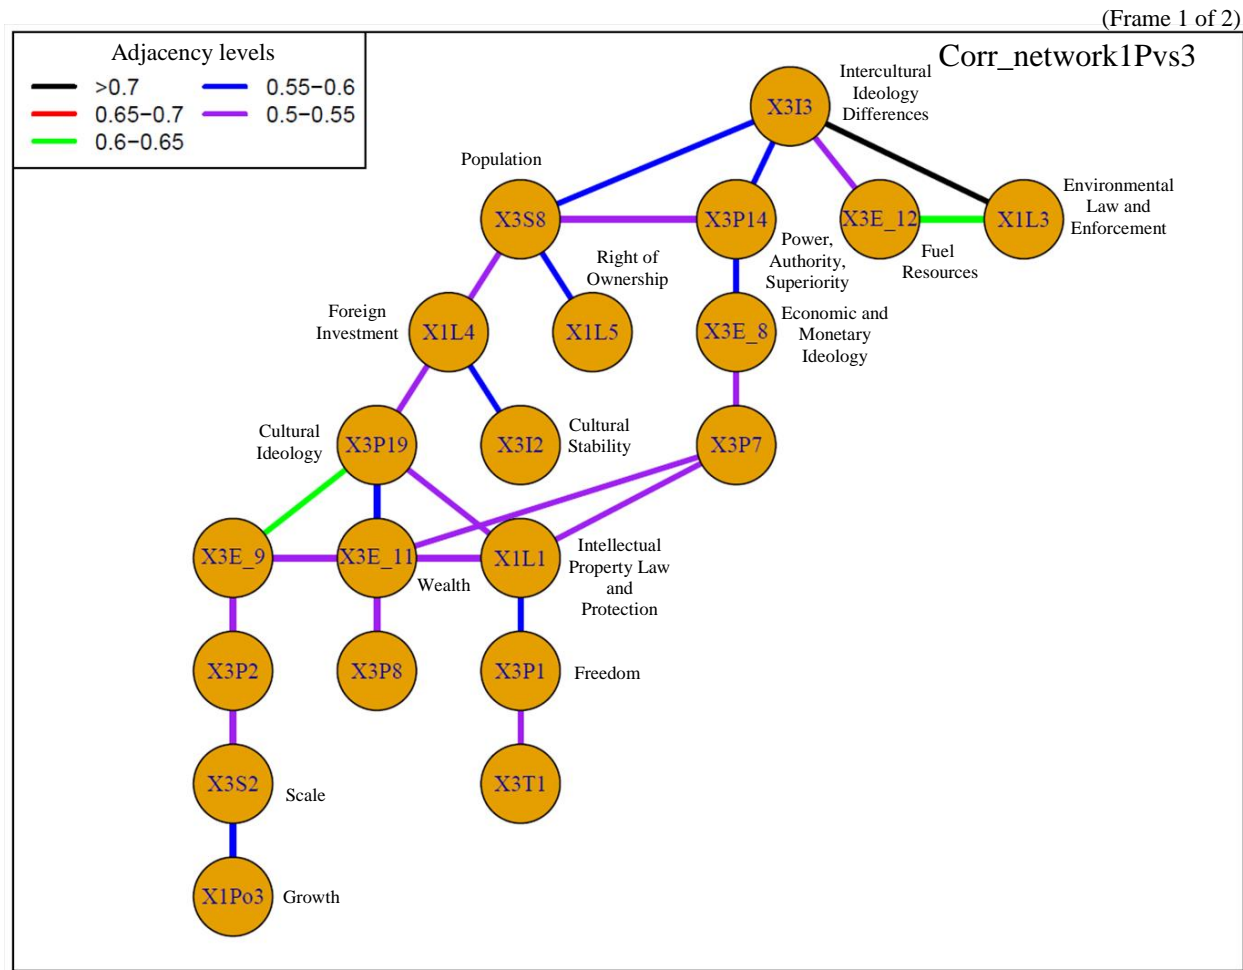 (Frame 1 of 2)
Adjacency levels
>0.7
0.55−0.6
0.65−0.7
0.5−0.55
0.6−0.65
Corr_network1Pvs3
Intercultural
Ideology
Differences
X3I3
Population
X3S8
X3P14
X3E_12
X1L3
Environmental
Law and
Enforcement
Power,
Authority,
Superiority
Fuel
Resources
Right of
Ownership
Foreign
Investment
X1L4
X1L5
X3E_8
Economic and
Monetary
Ideology
Cultural
Ideology
X3P19
X3I2
Cultural
Stability
X3P7
X3E_9
X3E_11
Wealth
X1L1
Intellectual
Property Law
and
Protection
X3P2
X3P8
X3P1
Freedom
X3S2
Scale
X3T1
X1Po3
Growth